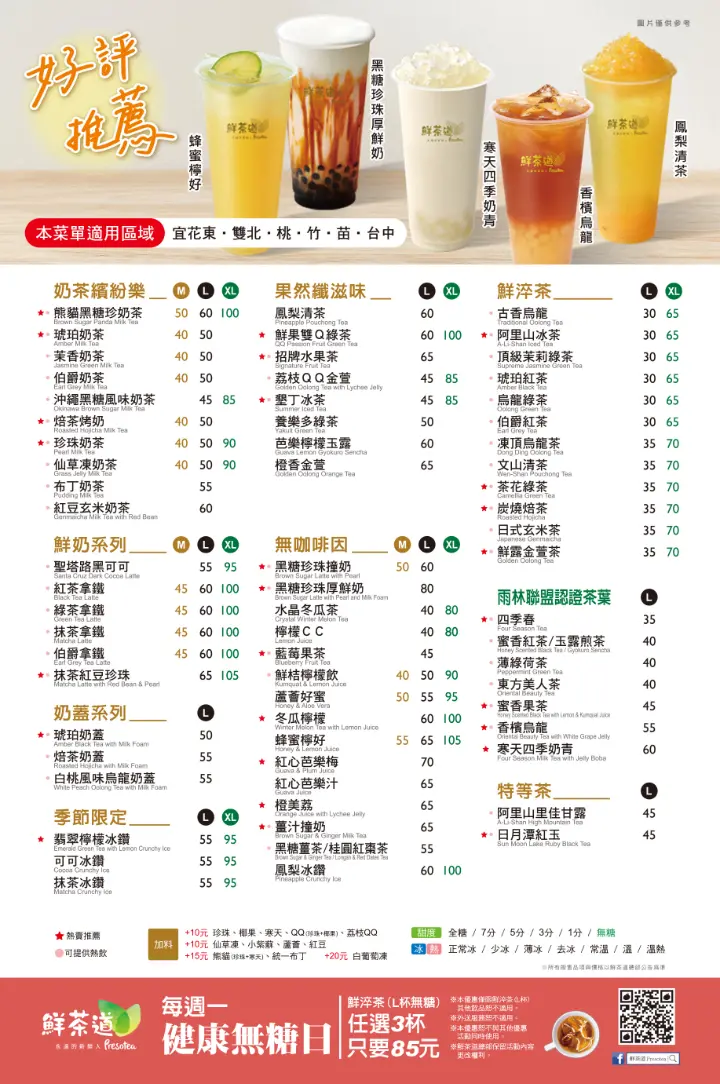 圖片僅供參考
好評
推薦
蜂蜜檸好
黑糖珍珠厚鮮奶
寒天四季奶青
香檳烏龍
鳳梨清茶
鮮茶道
Presotea
本菜單適用區域 宜花東・雙北・桃・竹・苗・台中
奶茶繽紛樂 M L XL
熊貓黑糖珍奶 50 60 100
Brown Sugar Panda Milk Tea
琥珀奶茶 40 50
Amber Milk Tea
茉香奶茶 40 50
Jasmine Green Milk Tea
伯爵奶茶 40 50
Earl Grey Milk Tea
沖繩黑糖風味奶茶 45 85
Okinawa Brown Sugar Milk Tea
焙茶烤奶 40 50
Roasted Hojicha Milk Tea
珍珠奶茶 40 50 90
Pearl Milk Tea
仙草凍奶茶 40 50 90
Grass Jelly Milk Tea
布丁奶茶 55
Pudding Milk Tea
紅豆玄米奶茶 60
Genmaicha Milk Tea with Red Bean
鮮奶系列 M L XL
聖塔路黑可可 55 95
Santa Cruz Dark Cocoa Latte
紅茶拿鐵 45 60 100
Black Tea Latte
綠茶拿鐵 45 60 100
Green Tea Latte
抹茶拿鐵 45 60 100
Matcha Latte
伯爵拿鐵 45 60 100
Earl Grey Tea Latte
抹茶紅豆珍珠 65 105
Matcha Latte with Red Bean & Pearl
奶蓋系列 L
琥珀奶蓋 50
Amber Black Tea with Milk Foam
焙茶奶蓋 55
Roasted Hojicha with Milk Foam
白桃風味烏龍奶蓋 55
White Peach Oolong Tea with Milk Foam
季節限定 L XL
翡翠檸檬冰鑽 55 95
Emerald Green Tea with Lemon Crunchy Ice
可可冰鑽 55 95
Cocoa Crunchy Ice
抹茶冰鑽 55 95
Matcha Crunchy Ice
果然纖滋味 L XL
鳳梨清茶 60
Pineapple Pouchong Tea
鮮果雙Q綠茶 60 100
QQ Passion Fruit Green Tea
招牌水果茶 65
Signature Fruit Tea
荔枝QQ金萱 45 85
Golden Oolong Tea with Lychee Jelly
墾丁冰茶 45 85
Summer Iced Tea
養樂多綠茶 50
Yakult Green Tea
芭樂檸檬玉露 60
Guava Lemon Gyokuro Sencha
橙香金萱 65
Golden Oolong Orange Tea
無咖啡因 M L XL
黑糖珍珠撞奶 50 60
Brown Sugar Latte with Pearl
黑糖珍珠厚鮮奶 80
Brown Sugar Latte with Pearl and Milk Foam
水晶冬瓜茶 40 80
Crystal Winter Melon Tea
檸檬CC 40 80
Lemon Juice
藍莓果茶 45
Blueberry Fruit Tea
鮮桔檸檬飲 40 50 90
Kumquat & Lemon Juice
蘆薈好蜜 50 55 95
Honey & Aloe Vera
冬瓜檸檬 60 100
Winter Melon Tea with Lemon Juice
蜂蜜檸好 55 65 105
Honey & Lemon Juice
紅心芭樂梅 70
Guava & Plum Juice
紅心芭樂汁 65
Guava Juice
橙美荔 65
Orange Juice with Lychee Jelly
薑汁撞奶 65
Brown Sugar & Ginger Milk Tea
黑糖薑茶/桂圓紅棗茶 55
Brown Sugar & Ginger Tea / Longan & Red Dates Tea
鳳梨冰鑽 60 100
Pineapple Crunchy Ice
鮮淬茶 L XL
古香烏龍 30 65
Traditional Oolong Tea
阿里山冰茶 30 65
A-Li-Shan Iced Tea
頂級茉莉綠茶 30 65
Supreme Jasmine Green Tea
琥珀紅茶 30 65
Amber Black Tea
烏龍綠茶 30 65
Oolong Green Tea
伯爵紅茶 30 65
Earl Grey Tea
凍頂烏龍茶 35 70
Dong Ding Oolong Tea
文山清茶 35 70
Wen-Shan Pouchong Tea
茶花綠茶 35 70
Camellia Green Tea
炭燒焙茶 35 70
Roasted Hojicha
日式玄米茶 35 70
Japanese Genmaicha
鮮露金萱茶 35 70
Golden Oolong Tea
雨林聯盟認證茶葉 L
四季春 35
Four Season Tea
蜜香紅茶/玉露煎茶 40
Honey Scented Black Tea / Gyokuro Sencha
薄綠荷茶 40
Peppermint Green Tea
東方美人茶 40
Oriental Beauty Tea
蜜香果茶 45
Honey Scented Black Tea with Lemon & Kumquat Juice
香檳烏龍 55
Oriental Beauty Tea with White Grape Jelly
寒天四季奶青 60
Four Season Milk Tea with Jelly Boba
特等茶 L
阿里山里佳甘露 45
A-Li-Shan High Mountain Tea
日月潭紅玉 45
Sun Moon Lake Ruby Black Tea
熱賣推薦
可提供熱飲
加料
+10元 珍珠、椰果、寒天、QQ(珍珠+椰果)、荔枝QQ
+10元 仙草凍、小紫蘇、蘆薈、紅豆
+15元 熊貓(珍珠+寒天)、統一布丁 +20元 白葡萄凍
甜度 全糖 / 7分 / 5分 / 3分 / 1分 / 無糖
冰 熱 正常冰 / 少冰 / 薄冰 / 去冰 / 常溫 / 溫 / 溫熱
※所有販售品項與價格以鮮茶道總部公告為準
鮮茶道
永遠的新鮮人 Presotea
每週一
健康無糖日
鮮淬茶(L杯無糖)
任選3杯
只要85元
※本優惠僅限鮮淬茶(L杯)
其他飲品恕不適用。
※外送服務恕不適用。
※本優惠恕不與其他優惠
活動同時使用。
※鮮茶道總部保留活動內容
更改權利。
鮮茶道Presotea